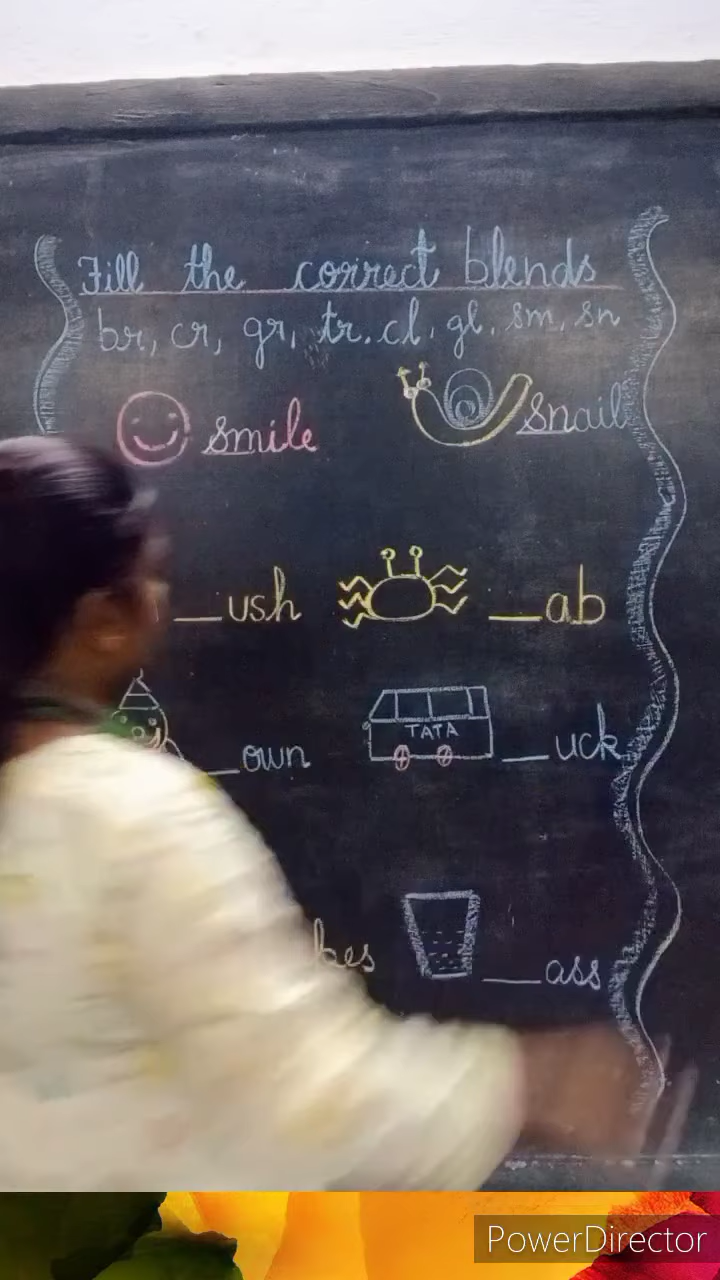 Fill the correct blends
br, cr, gr, tr, cl, gl, sm, sn
smile snail
__ush __ab
__own TATA __uck
__ass
PowerDirector